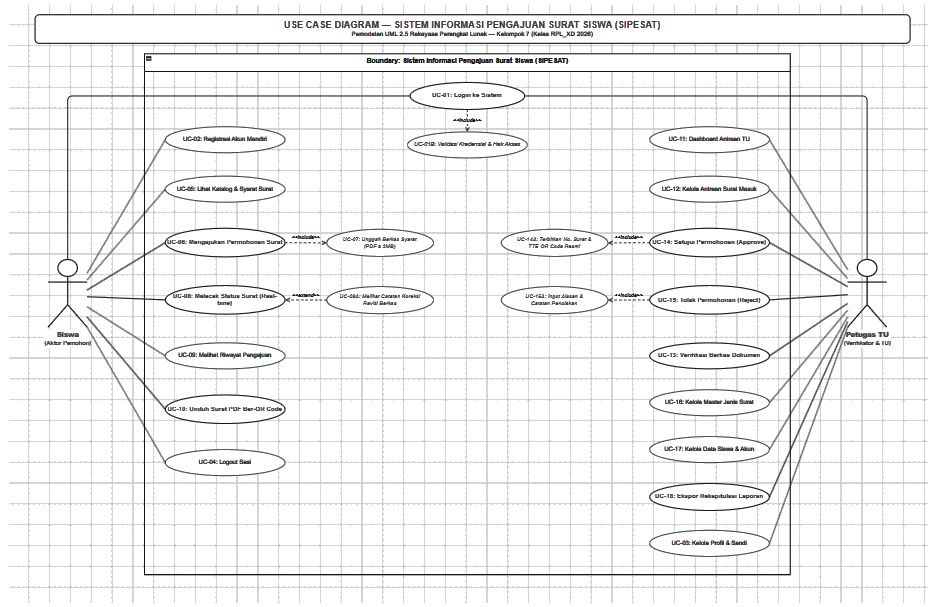 USE CASE DIAGRAM — SISTEM INFORMASI PENGAJUAN SURAT SISWA (SIPESAT)
Pemodelan UML 2.5 Rekayasa Perangkat Lunak — Kelompok 7 (Kelas RPL_XD 2026)
Boundary: Sistem Informasi Pengajuan Surat Siswa (SIPESAT)
UC-01: Login ke Sistem
<<include>>
UC-01B: Validasi Kredensial & Hak Akses
UC-02: Registrasi Akun Mandiri
UC-11: Dashboard Antrean TU
UC-05: Lihat Katalog & Syarat Surat
UC-12: Kelola Antrean Surat Masuk
UC-06: Mengajukan Permohonan Surat
<<include>>
UC-07: Unggah Berkas Syarat
(PDF ≤ 2MB)
UC-14A: Terbitkan No. Surat &
TTE QR Code Resmi
<<include>>
UC-14: Setujui Permohonan (Approve)
UC-08: Melacak Status Surat (Real-
time)
<<extend>>
UC-08A: Melihat Catatan Koreksi
Revisi Berkas
UC-15A: Input Alasan &
Catatan Penolakan
<<include>>
UC-15: Tolak Permohonan (Reject)
Siswa
(Aktor Pemohon)
Petugas TU
(Verifikator & TU)
UC-09: Melihat Riwayat Pengajuan
UC-13: Verifikasi Berkas Dokumen
UC-10: Unduh Surat PDF Ber-QR Code
UC-16: Kelola Master Jenis Surat
UC-04: Logout Sesi
UC-17: Kelola Data Siswa & Akun
UC-18: Ekspor Rekapitulasi Laporan
UC-03: Kelola Profil & Sandi